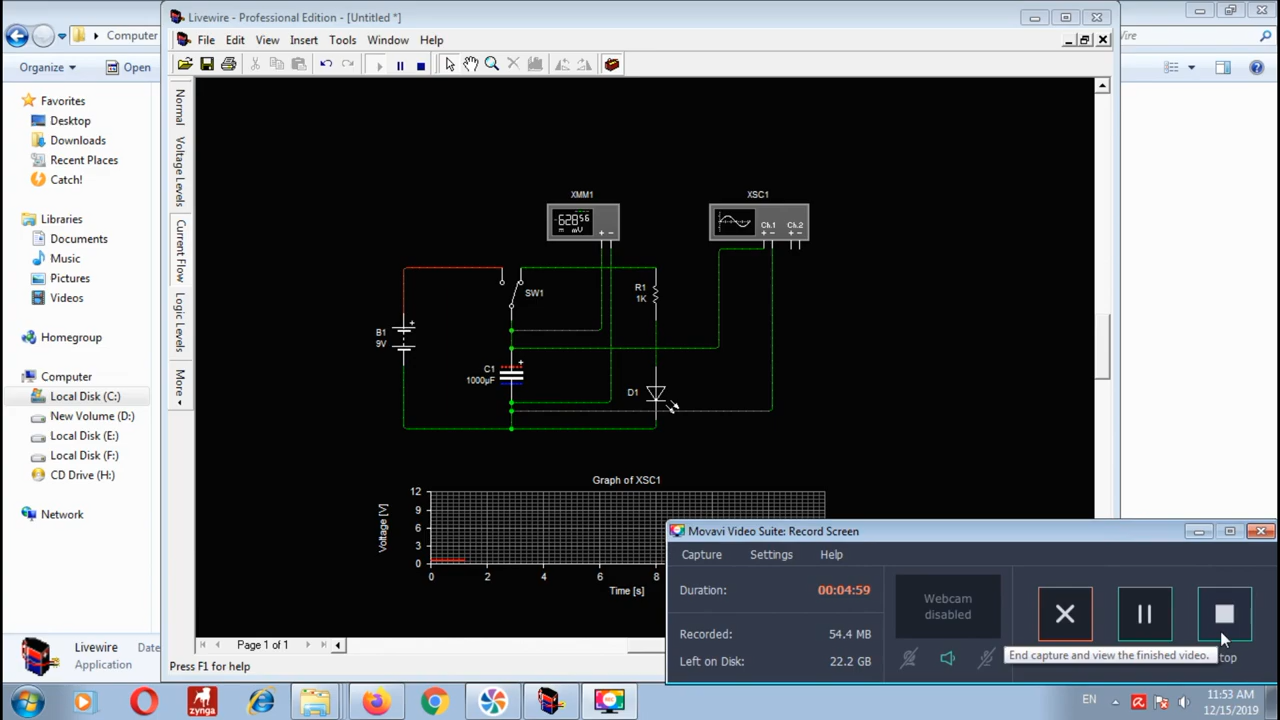 Livewire - Professional Edition - [Untitled *]
Computer
Wire
File Edit View Insert Tools Window Help
Organize
Open
Favorites
Desktop
Downloads
Recent Places
Catch!
Libraries
Documents
Music
Pictures
Videos
Homegroup
Computer
Local Disk (C:)
New Volume (D:)
Local Disk (E:)
Local Disk (F:)
CD Drive (H:)
Network
Livewire
Application
Normal
Voltage Levels
Current Flow
Logic Levels
More
XMM1
-628.56
m mV
+ -
XSC1
Ch.1 Ch.2
+ - + -
SW1
R1
1K
B1
9V
+
C1
1000µF
+
D1
Graph of XSC1
Voltage [V]
12
9
6
3
0
0 2 4 6 8
Time [s]
Page 1 of 1
Press F1 for help
Movavi Video Suite: Record Screen
Capture Settings Help
Duration: 00:04:59
Recorded: 54.4 MB
Left on Disk: 22.2 GB
Webcam
disabled
End capture and view the finished video.
top
zynga
REC
EN
11:53 AM
12/15/2019